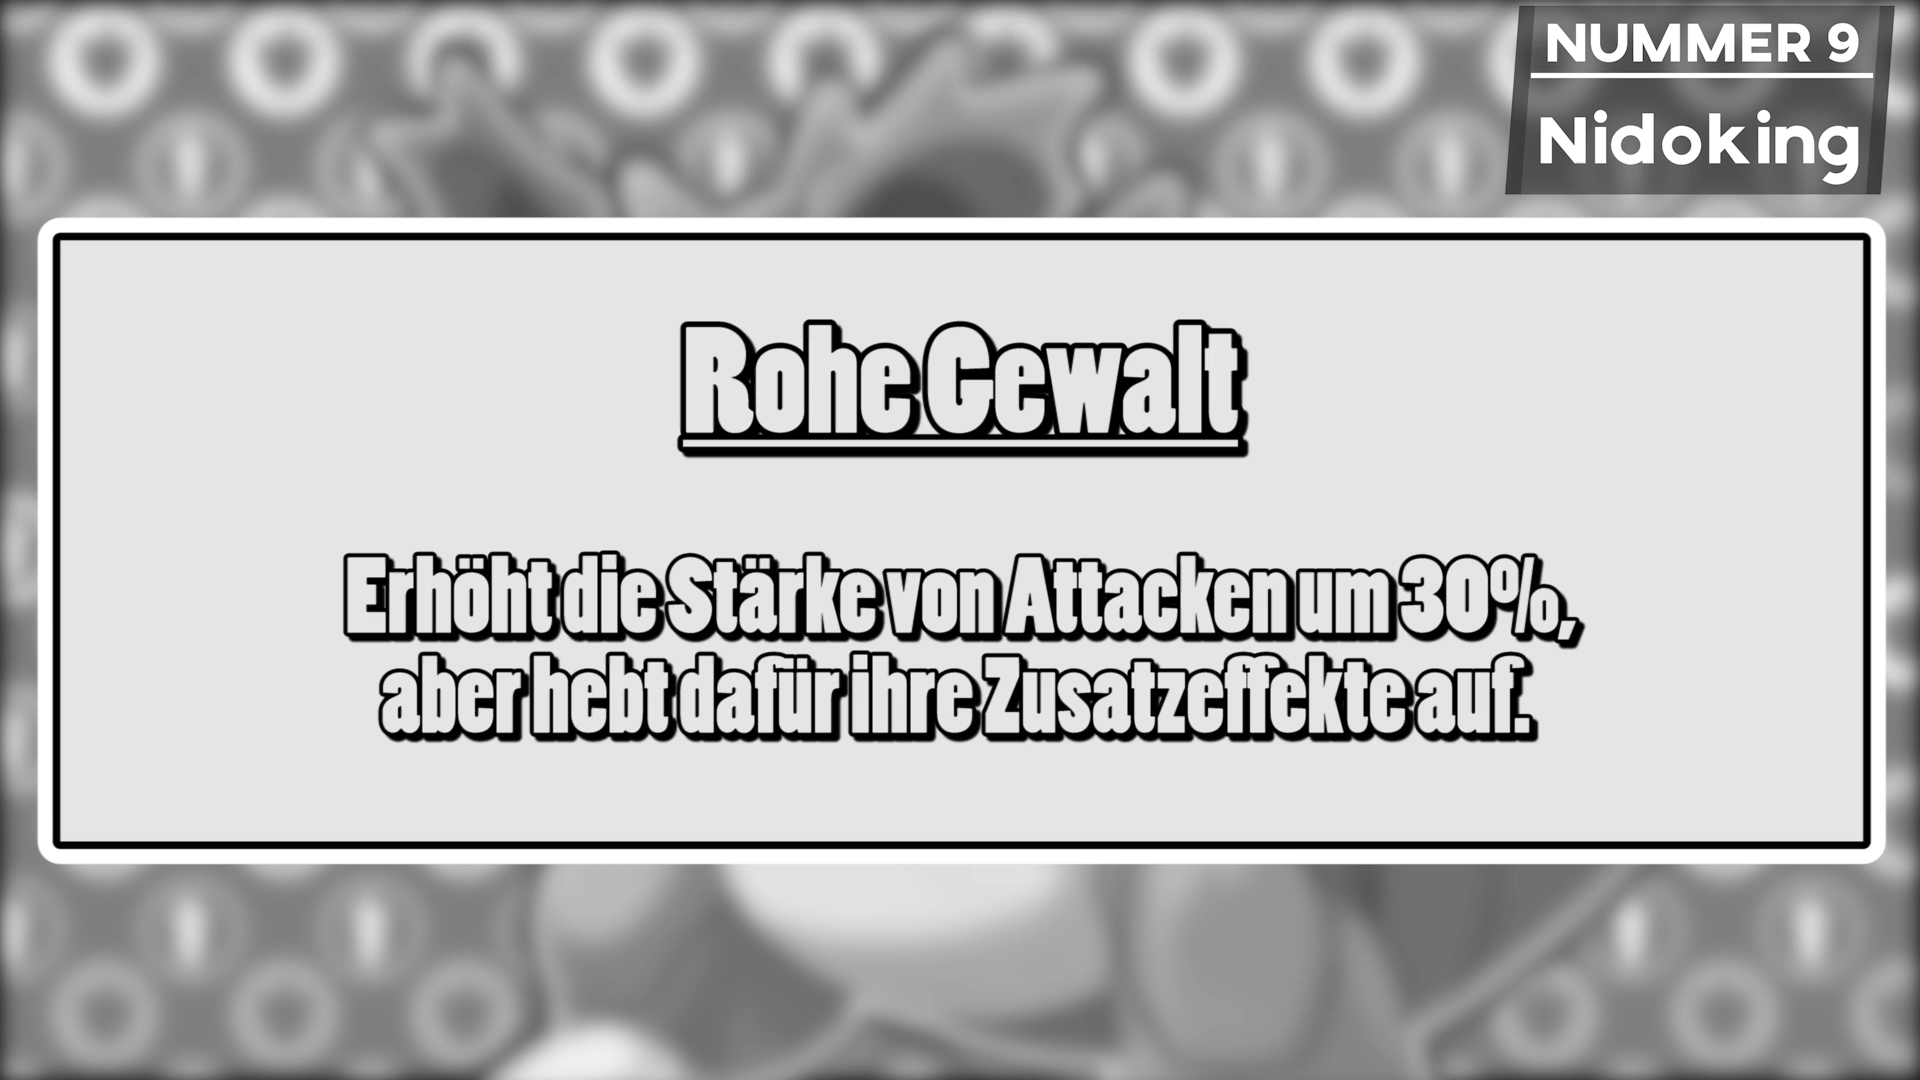 NUMMER 9
Nidoking
Rohe Gewalt
Erhöht die Stärke von Attacken um 30%,
aber hebt dafür ihre Zusatzeffekte auf.